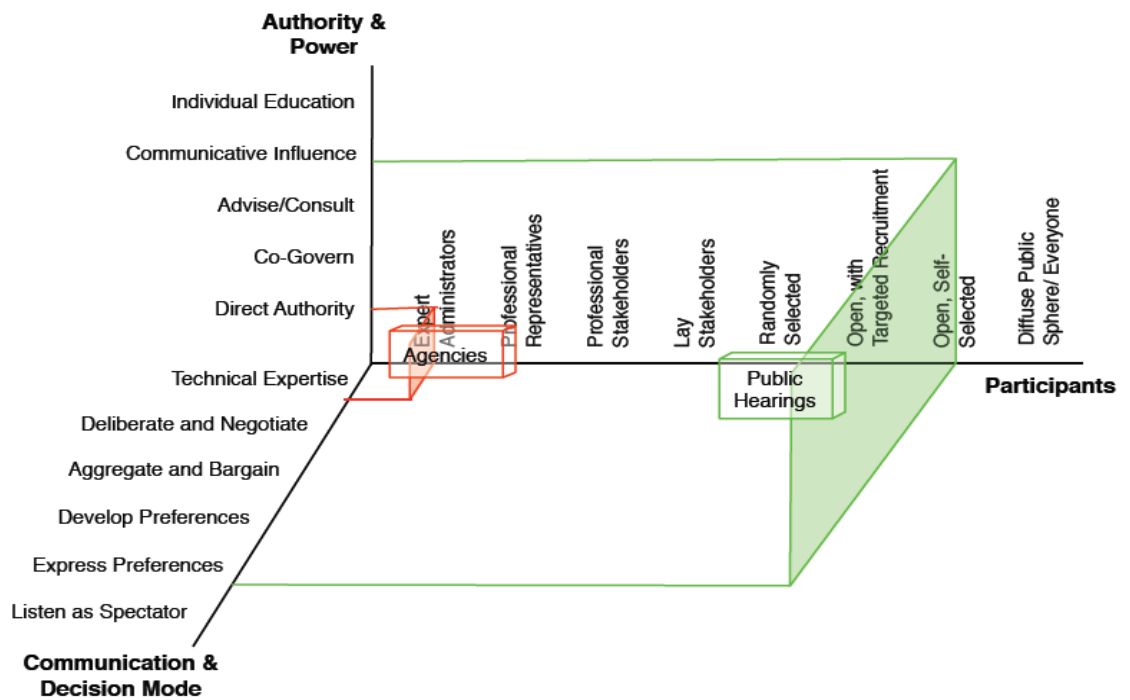 Authority &
Power
Individual Education
Communicative Influence
Advise/Consult
Co-Govern
Direct Authority
Expert
Administrators
Professional
Representatives
Professional
Stakeholders
Lay
Stakeholders
Randomly
Selected
Open, with
Targeted Recruitment
Open, Self-
Selected
Diffuse Public
Sphere/ Everyone
Agencies
Public
Hearings
Participants
Technical Expertise
Deliberate and Negotiate
Aggregate and Bargain
Develop Preferences
Express Preferences
Listen as Spectator
Communication &
Decision Mode